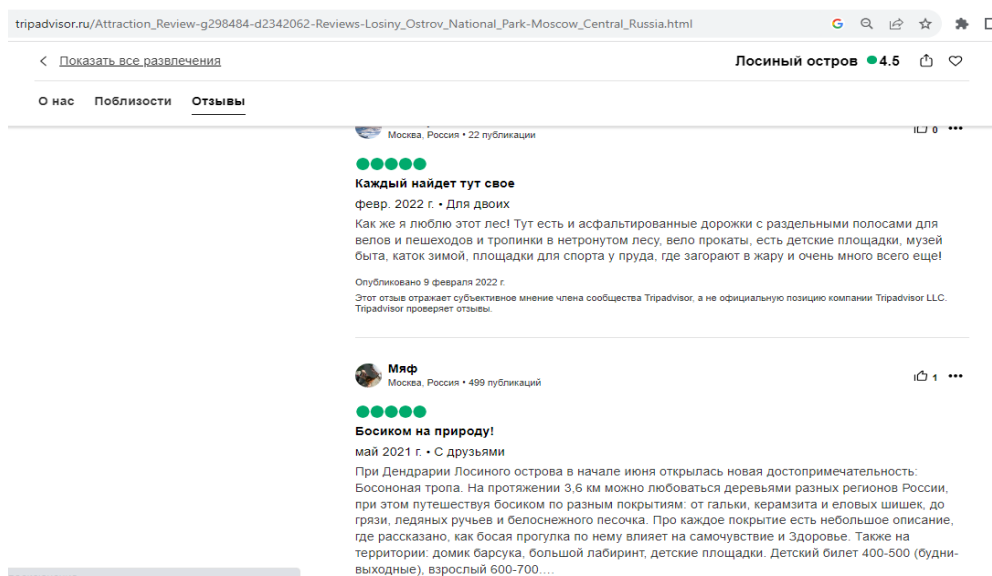 tripadvisor.ru/Attraction_Review-g298484-d2342062-Reviews-Losiny_Ostrov_National_Park-Moscow_Central_Russia.html
Показать все развлечения
Лосиный остров 4.5
О нас Поблизости Отзывы
Москва, Россия • 22 публикации
0
Каждый найдет тут свое
февр. 2022 г. • Для двоих
Как же я люблю этот лес! Тут есть и асфальтированные дорожки с раздельными полосами для
велов и пешеходов и тропинки в нетронутом лесу, вело прокаты, есть детские площадки, музей
быта, каток зимой, площадки для спорта у пруда, где загорают в жару и очень много всего еще!
Опубликовано 9 февраля 2022 г.
Этот отзыв отражает субъективное мнение члена сообщества Tripadvisor, а не официальную позицию компании Tripadvisor LLC.
Tripadvisor проверяет отзывы.
Мяф
Москва, Россия • 499 публикаций
1
Босиком на природу!
май 2021 г. • С друзьями
При Дендрарии Лосиного острова в начале июня открылась новая достопримечательность:
Босононая тропа. На протяжении 3,6 км можно любоваться деревьями разных регионов России,
при этом путешествуя босиком по разным покрытиям: от гальки, керамзита и еловых шишек, до
грязи, ледяных ручьев и белоснежного песочка. Про каждое покрытие есть небольшое описание,
где рассказано, как босая прогулка по нему влияет на самочувствие и Здоровье. Также на
территории: домик барсука, большой лабиринт, детские площадки. Детский билет 400-500 (будни-
выходные), взрослый 600-700....